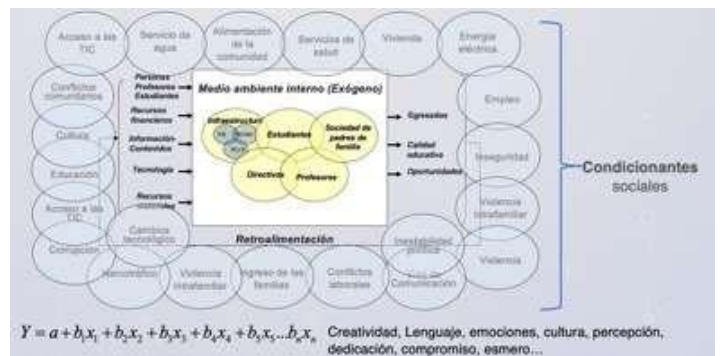 Acceso a las
TIC
Servicio de
agua
Alimentación
de la
comunidad
Servicios de
salud
Vivienda
Energía
eléctrica
Conflictos
comunitarios
Cultura
Educación
Acceso a las
TIC
Corrupción
Personas
Profesores
Estudiantes
Recursos
financieros
Información-
Contenidos
Tecnología
Recursos
Medio ambiente interno (Exógeno)
Infraestructura
Estudiantes
Sociedad de
padres de
familia
Directivos
Profesores
Egresados
Calidad
educativa
Oportunidades
Empleo
Inseguridad
Violencia
intrafamiliar
Violencia
Condicionantes
sociales
Cambios
tecnológico
Retroalimentación
Inestabilidad
política
Narcotráfico
Violencia
intrafamiliar
Ingreso de las
familias
Conflictos
laborales
Comunicación
Y = a + b₁x₁ + b₂x₂ + b₃x₃ + b₄x₄ + b₅x₅...bₙxₙ
Creatividad, Lenguaje, emociones, cultura, percepción,
dedicación, compromiso, esmero...